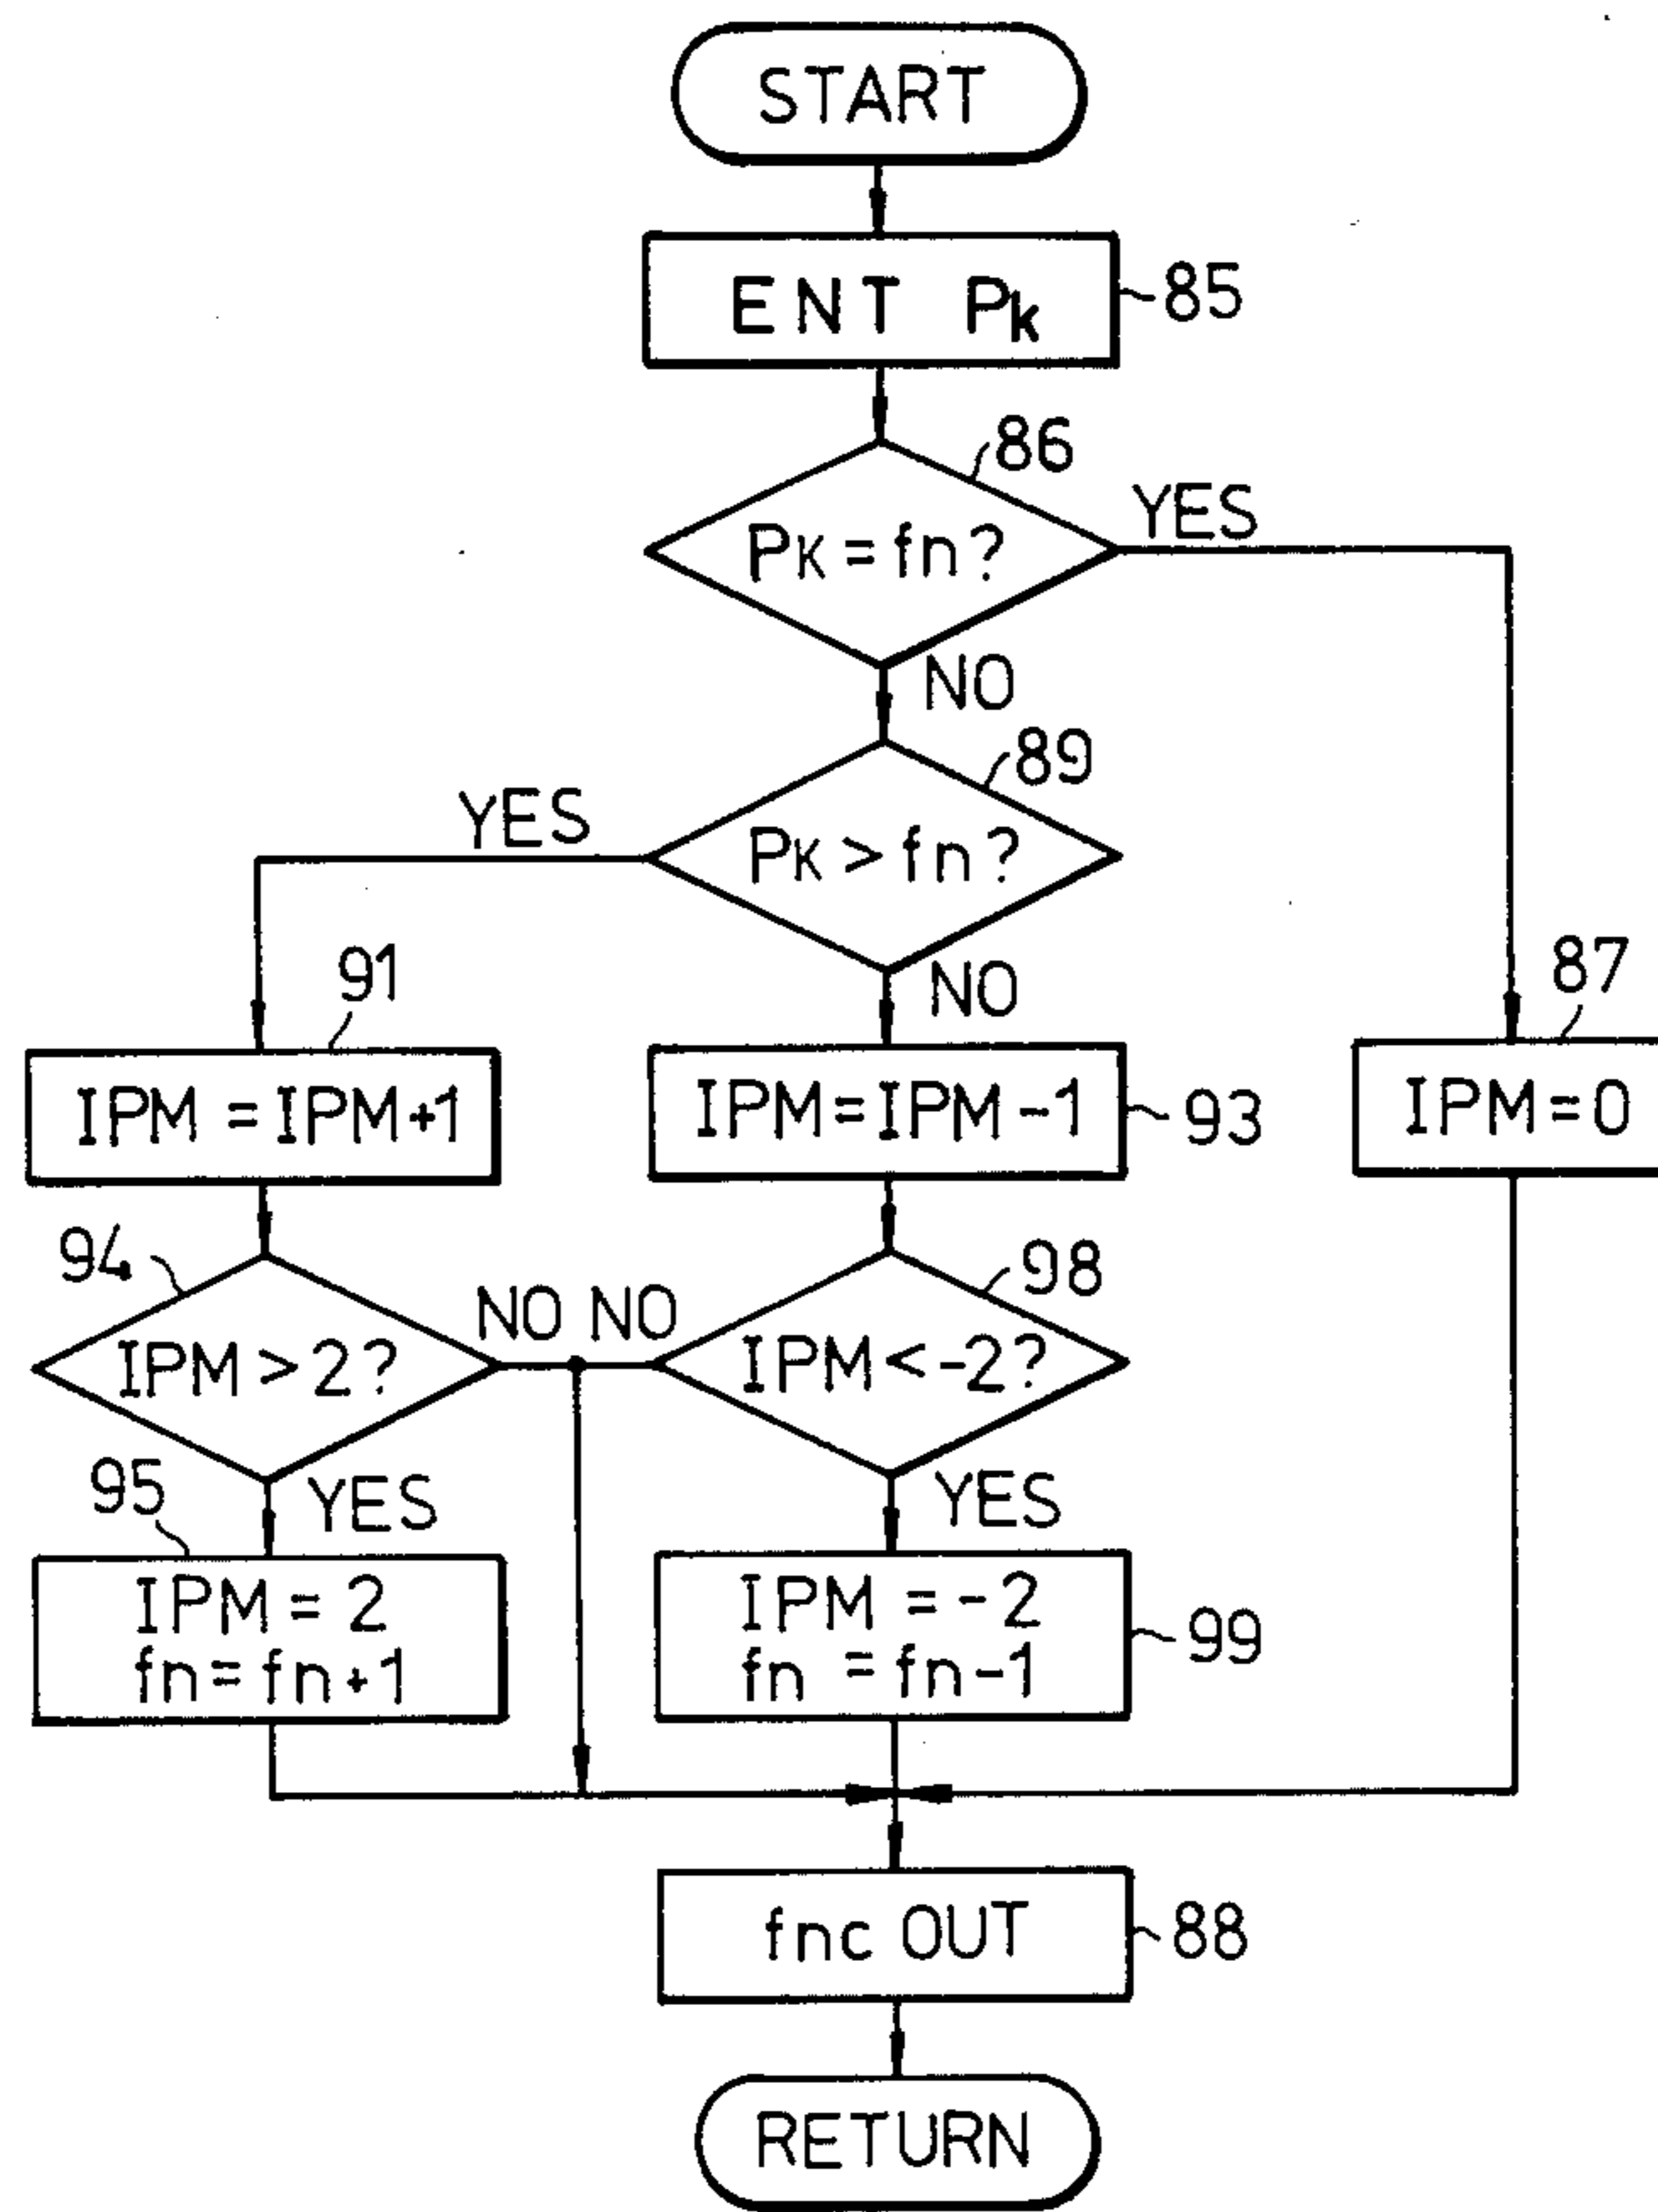 START
ENT Pk
85
86
PK=fn?
YES
NO
89
PK>fn?
YES
NO
91
87
IPM=IPM+1
IPM=IPM-1
93
IPM=0
94
98
NO
NO
IPM>2?
IPM<-2?
95
YES
YES
IPM=2
fn=fn+1
IPM=-2
fn=fn-1
99
fnc OUT
88
RETURN